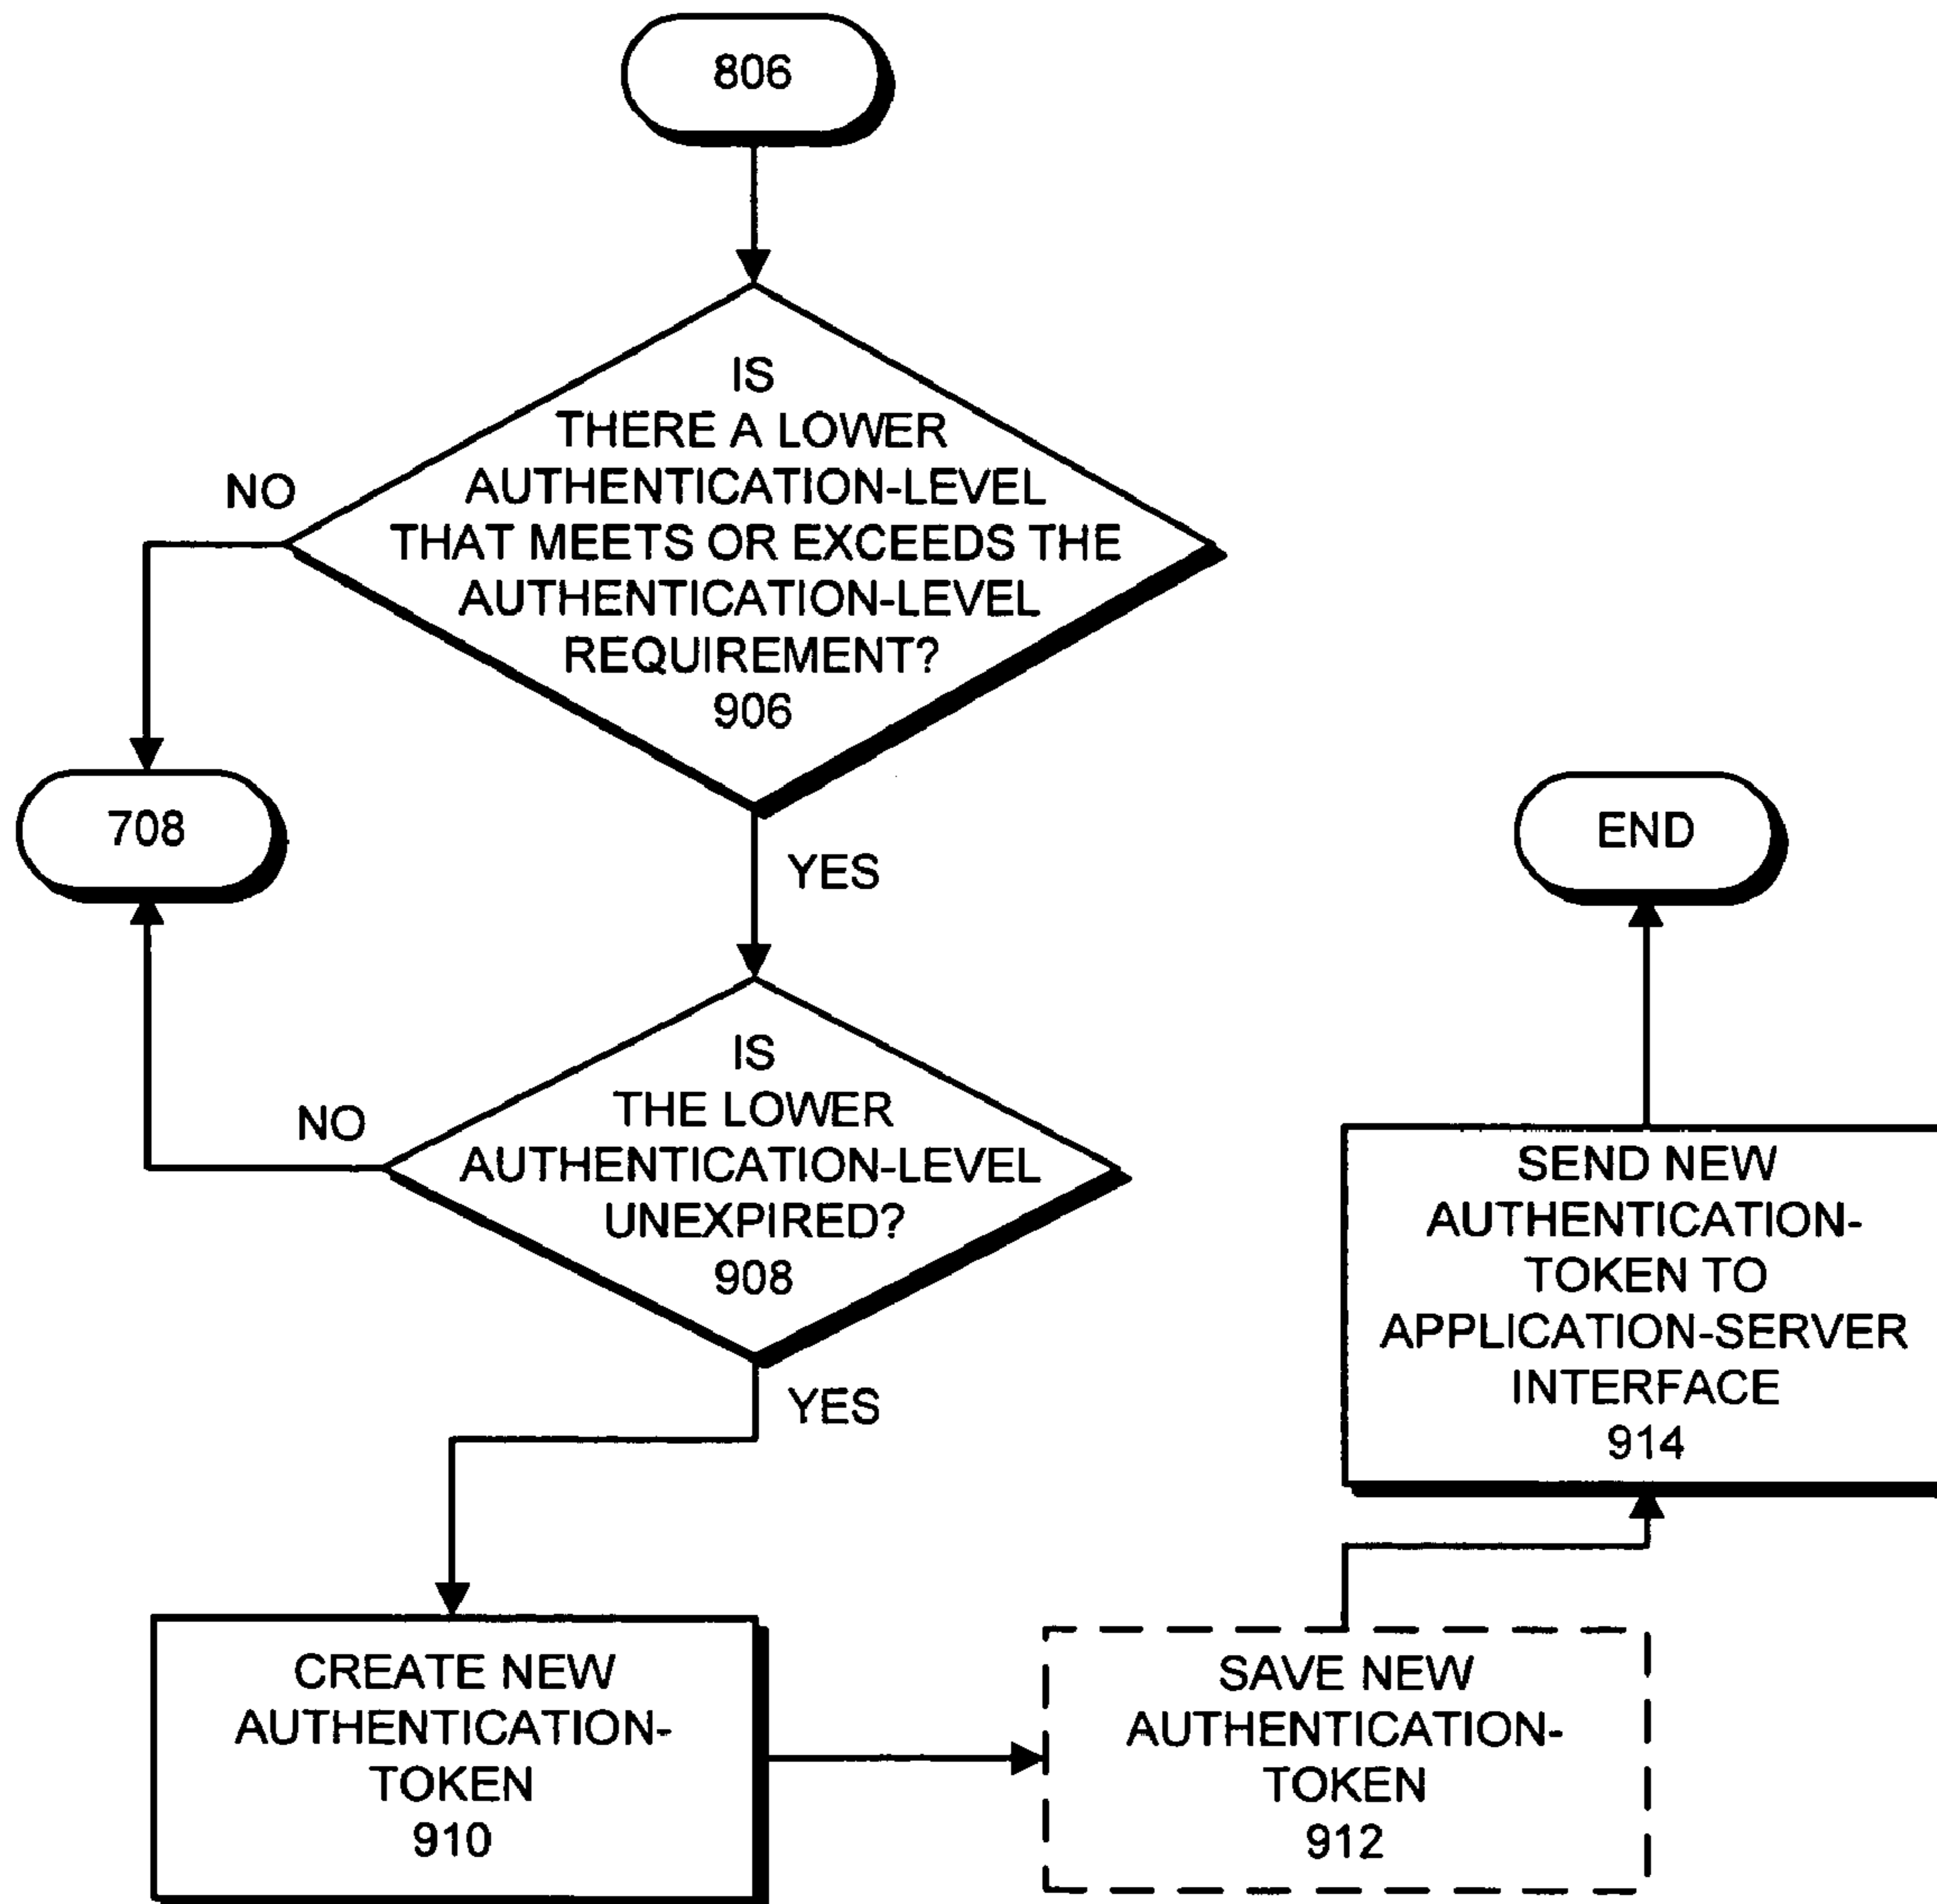 806
IS
THERE A LOWER
AUTHENTICATION-LEVEL
THAT MEETS OR EXCEEDS THE
AUTHENTICATION-LEVEL
REQUIREMENT?
906
NO
708
YES
END
IS
THE LOWER
AUTHENTICATION-LEVEL
UNEXPIRED?
908
NO
YES
CREATE NEW
AUTHENTICATION-
TOKEN
910
SAVE NEW
AUTHENTICATION-
TOKEN
912
SEND NEW
AUTHENTICATION-
TOKEN TO
APPLICATION-SERVER
INTERFACE
914